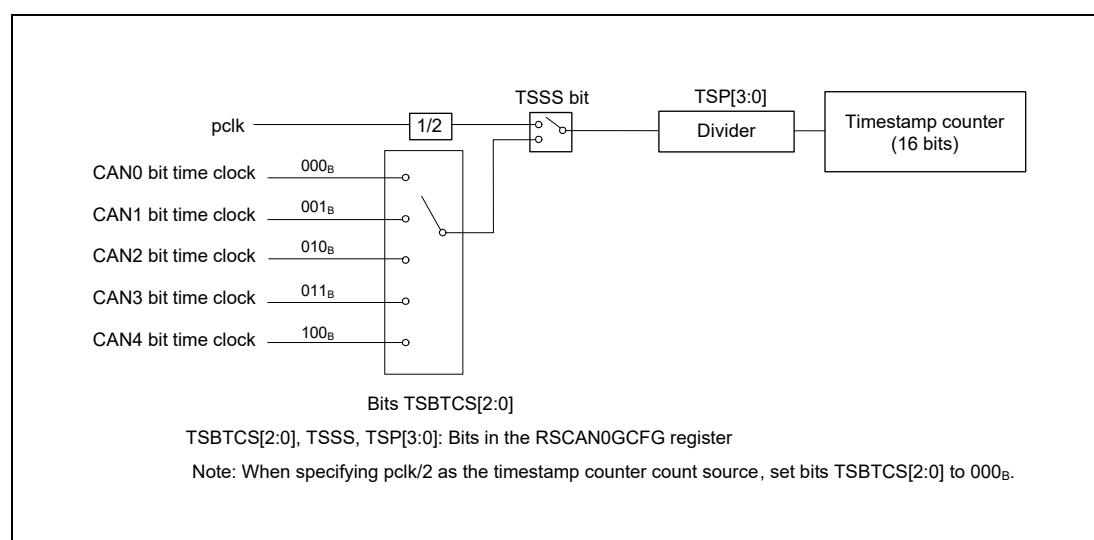 TSSS bit
TSP[3:0]
pclk
1/2
Divider
Timestamp counter
(16 bits)
CAN0 bit time clock
000B
CAN1 bit time clock
001B
CAN2 bit time clock
010B
CAN3 bit time clock
011B
CAN4 bit time clock
100B
Bits TSBTCS[2:0]
TSBTCS[2:0], TSSS, TSP[3:0]: Bits in the RSCAN0GCFG register
Note: When specifying pclk/2 as the timestamp counter count source, set bits TSBTCS[2:0] to 000B.